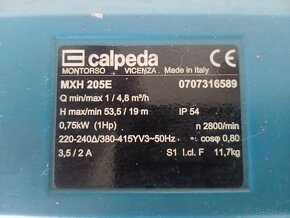 calpeda CE
MONTORSO VICENZA Made in Italy
MXH 205E 0707316589
Q min/max 1 / 4,8 m³/h
H max/min 53,5 / 19 m IP 54
0,75kW (1Hp) n 2800/min
220-240Δ/380-415YV3~50Hz cosφ 0,80
3,5 / 2 A S1 I.cl. F 11,7kg